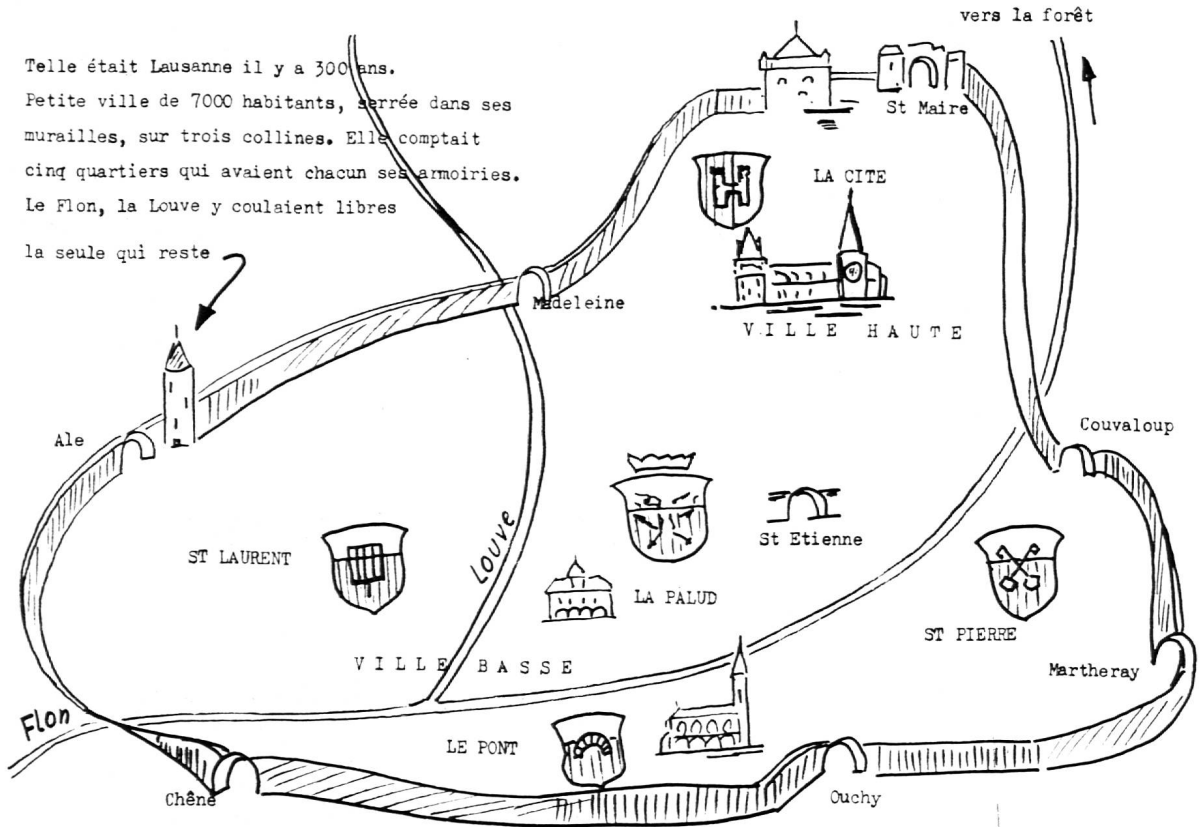 vers la forêt
Telle était Lausanne il y a 300 ans.
Petite ville de 7000 habitants, serrée dans ses
murailles, sur trois collines. Elle comptait
cinq quartiers qui avaient chacun ses armoiries.
Le Flon, la Louve y coulaient libres
la seule qui reste
St Maire
LA CITE
Madeleine
VILLE HAUTE
Ale
Couvaloup
St Etienne
ST LAURENT
Louve
LA PALUD
ST PIERRE
VILLE BASSE
Martheray
Flon
LE PONT
Chêne
Ouchy